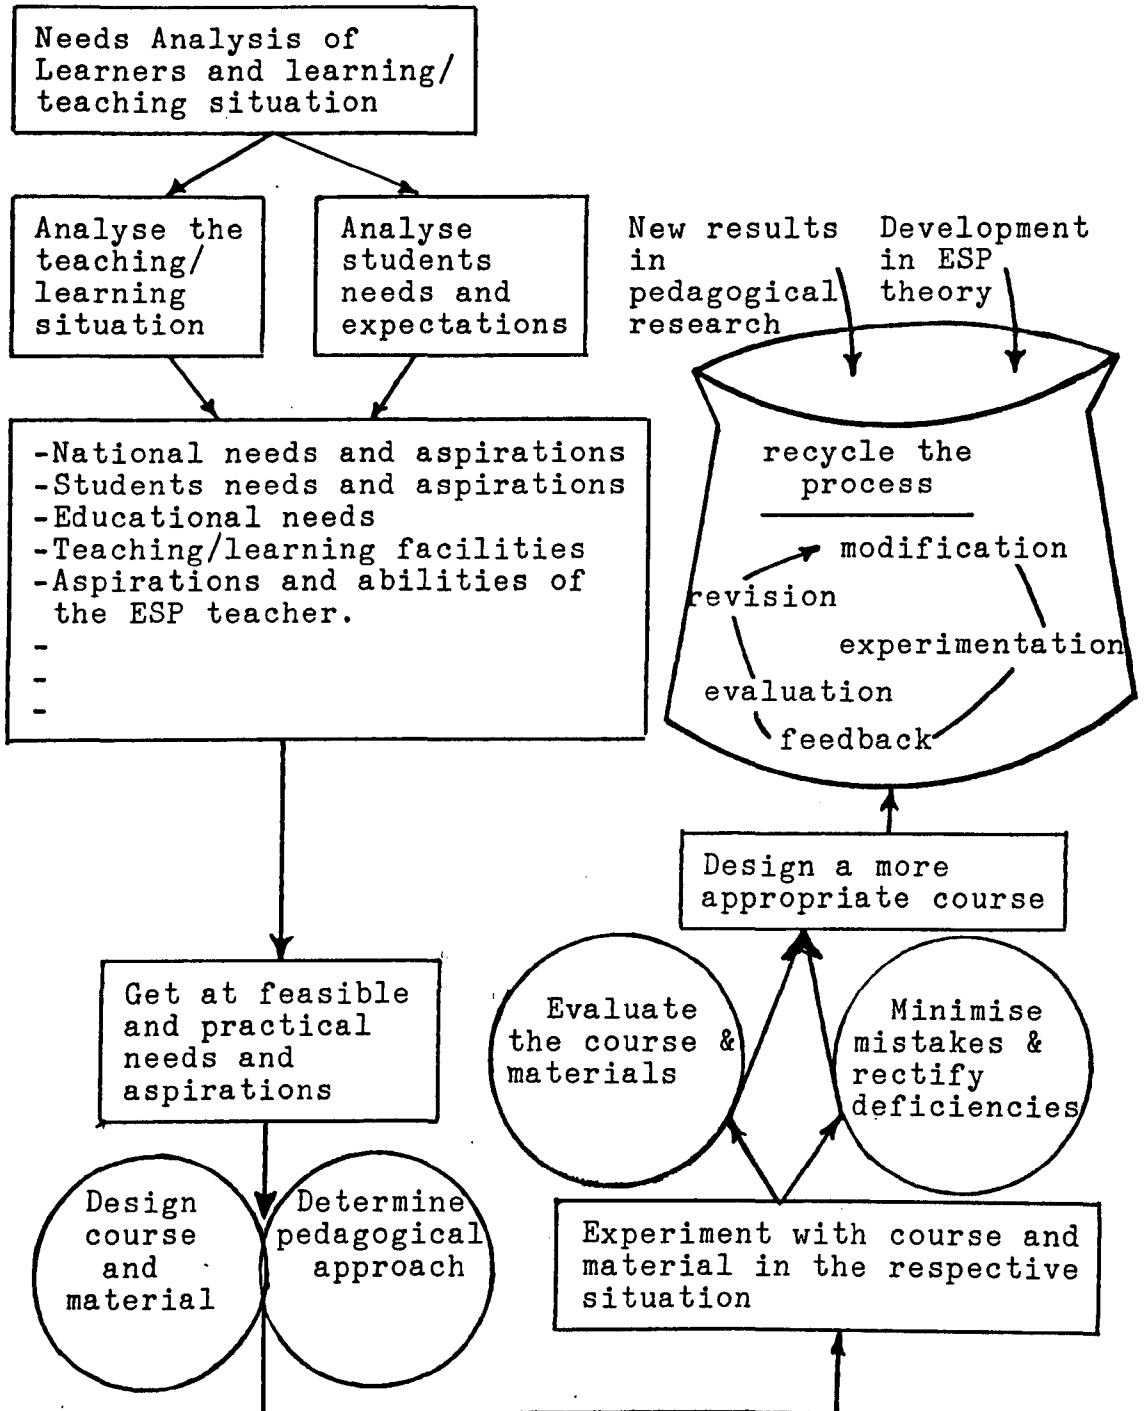 Needs Analysis of
Learners and learning/
teaching situation
Analyse the
teaching/
learning
situation
Analyse
students
needs and
expectations
-National needs and aspirations
-Students needs and aspirations
-Educational needs
-Teaching/learning facilities
-Aspirations and abilities of
the ESP teacher.
-
-
-
Get at feasible
and practical
needs and
aspirations
Design
course
and
material
Determine
pedagogical
approach
Experiment with course and
material in the respective
situation
Evaluate
the course &
materials
Minimise
mistakes &
rectify
deficiencies
Design a more
appropriate course
New results
in
pedagogical
research
Development
in ESP
theory
recycle the
process
modification
revision
experimentation
evaluation
feedback